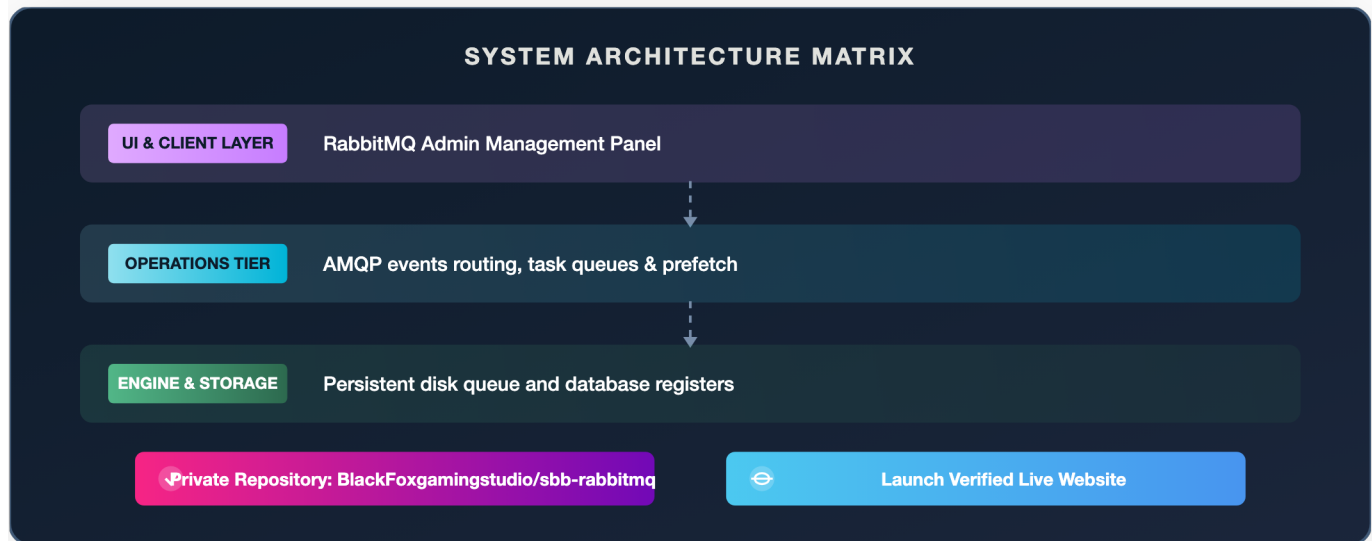 SYSTEM ARCHITECTURE MATRIX
UI & CLIENT LAYER
RabbitMQ Admin Management Panel
OPERATIONS TIER
AMQP events routing, task queues & prefetch
ENGINE & STORAGE
Persistent disk queue and database registers
Private Repository: BlackFoxgamingstudio/sbb-rabbitmq
Launch Verified Live Website